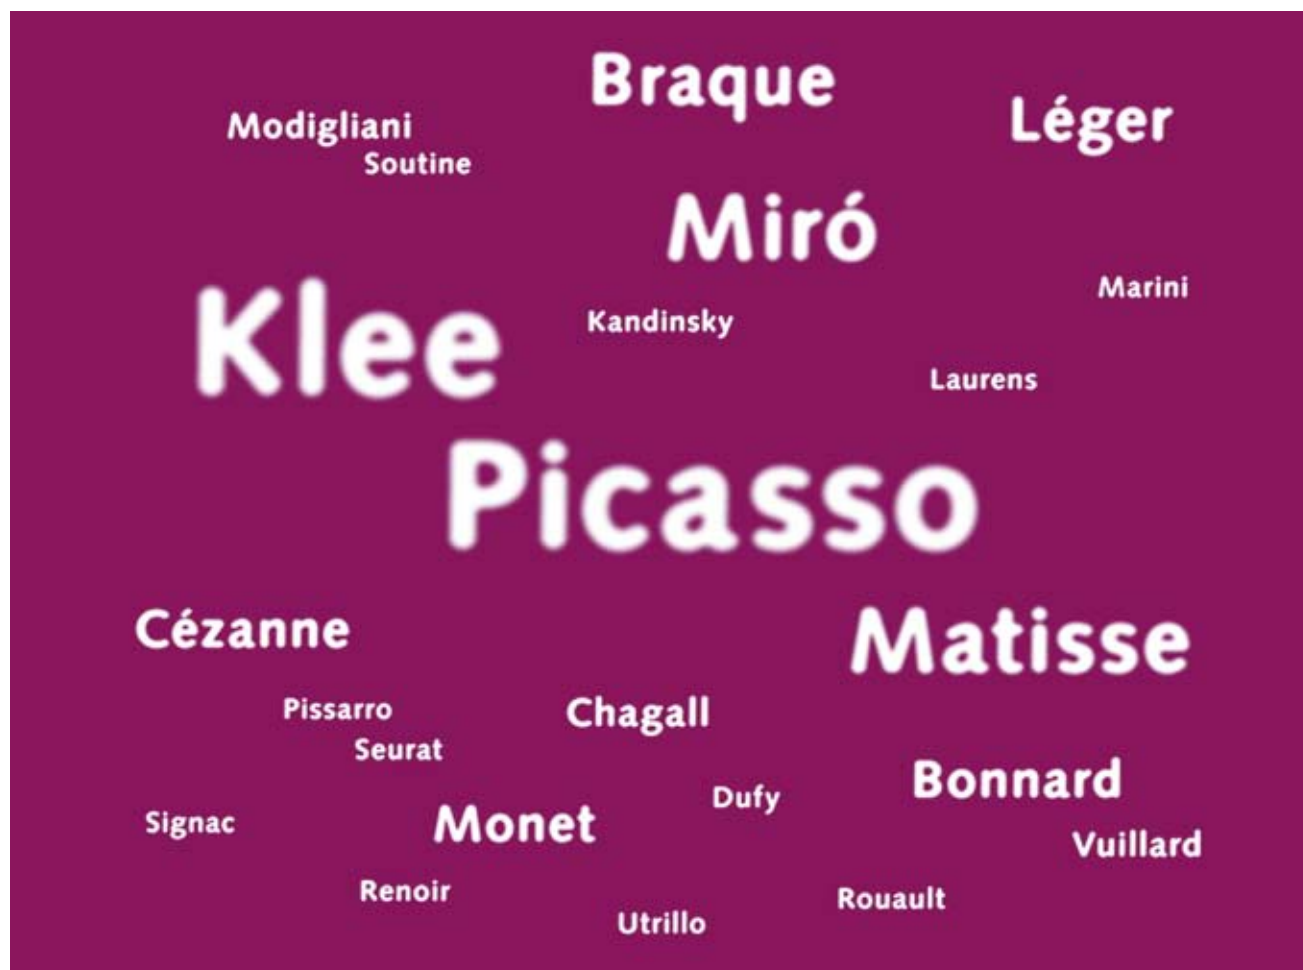 Braque
Léger
Modigliani
Soutine
Miró
Marini
Klee
Kandinsky
Laurens
Picasso
Cézanne
Matisse
Pissarro
Chagall
Seurat
Bonnard
Dufy
Signac
Monet
Vuillard
Renoir
Rouault
Utrillo